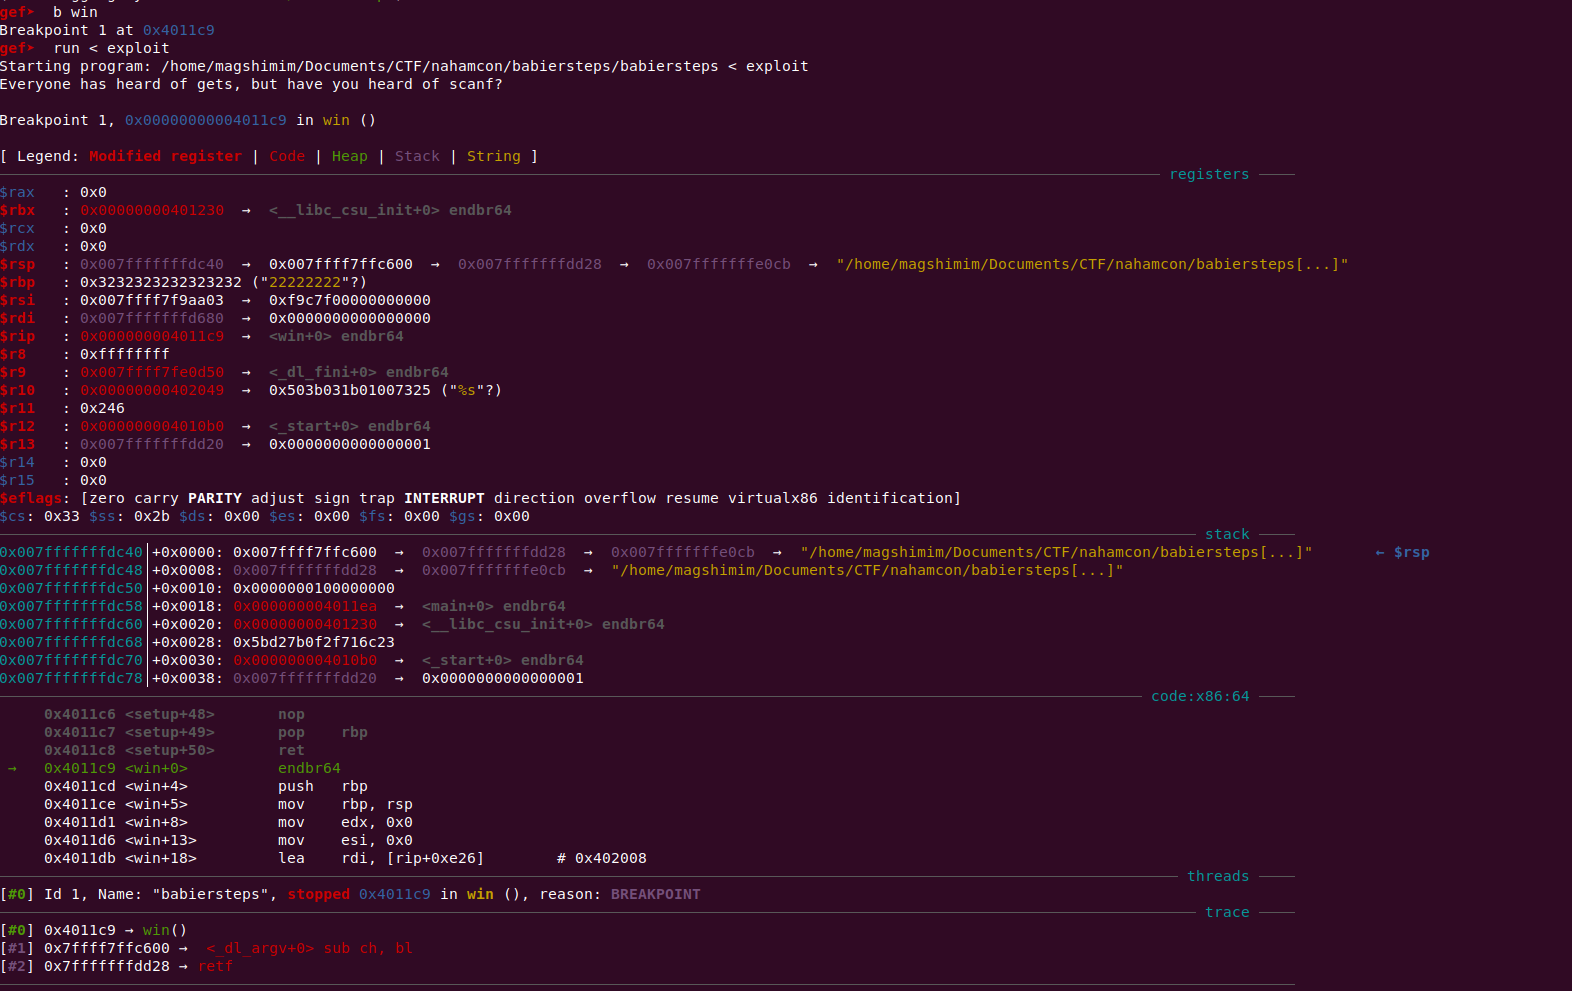 gef➤  b win
Breakpoint 1 at 0x4011c9
gef➤  run < exploit
Starting program: /home/magshimim/Documents/CTF/nahamcon/babiersteps/babiersteps < exploit
Everyone has heard of gets, but have you heard of scanf?
Breakpoint 1, 0x00000000004011c9 in win ()
[ Legend: Modified register | Code | Heap | Stack | String ]
registers
$rax   : 0x0
$rbx   : 0x00000000401230  →  <__libc_csu_init+0> endbr64
$rcx   : 0x0
$rdx   : 0x0
$rsp   : 0x007fffffffdc40  →  0x007ffff7ffc600  →  0x007fffffffdd28  →  0x007fffffffe0cb  →  "/home/magshimim/Documents/CTF/nahamcon/babiersteps[...]"
$rbp   : 0x3232323232323232 ("22222222"?)
$rsi   : 0x007ffff7f9aa03  →  0xf9c7f00000000000
$rdi   : 0x007fffffffd680  →  0x0000000000000000
$rip   : 0x000000004011c9  →  <win+0> endbr64
$r8    : 0xffffffff
$r9    : 0x007ffff7fe0d50  →  <_dl_fini+0> endbr64
$r10   : 0x00000000402049  →  0x503b031b01007325 ("%s"?)
$r11   : 0x246
$r12   : 0x000000004010b0  →  <_start+0> endbr64
$r13   : 0x007fffffffdd20  →  0x0000000000000001
$r14   : 0x0
$r15   : 0x0
$eflags: [zero carry PARITY adjust sign trap INTERRUPT direction overflow resume virtualx86 identification]
$cs: 0x33 $ss: 0x2b $ds: 0x00 $es: 0x00 $fs: 0x00 $gs: 0x00
stack
0x007fffffffdc40│+0x0000: 0x007ffff7ffc600  →  0x007fffffffdd28  →  0x007fffffffe0cb  →  "/home/magshimim/Documents/CTF/nahamcon/babiersteps[...]"       ← $rsp
0x007fffffffdc48│+0x0008: 0x007fffffffdd28  →  0x007fffffffe0cb  →  "/home/magshimim/Documents/CTF/nahamcon/babiersteps[...]"
0x007fffffffdc50│+0x0010: 0x0000000100000000
0x007fffffffdc58│+0x0018: 0x000000004011ea  →  <main+0> endbr64
0x007fffffffdc60│+0x0020: 0x00000000401230  →  <__libc_csu_init+0> endbr64
0x007fffffffdc68│+0x0028: 0x5bd27b0f2f716c23
0x007fffffffdc70│+0x0030: 0x000000004010b0  →  <_start+0> endbr64
0x007fffffffdc78│+0x0038: 0x007fffffffdd20  →  0x0000000000000001
code:x86:64
0x4011c6 <setup+48>       nop
0x4011c7 <setup+49>       pop    rbp
0x4011c8 <setup+50>       ret
→   0x4011c9 <win+0>          endbr64
0x4011cd <win+4>          push   rbp
0x4011ce <win+5>          mov    rbp, rsp
0x4011d1 <win+8>          mov    edx, 0x0
0x4011d6 <win+13>         mov    esi, 0x0
0x4011db <win+18>         lea    rdi, [rip+0xe26]        # 0x402008
threads
[#0] Id 1, Name: "babiersteps", stopped 0x4011c9 in win (), reason: BREAKPOINT
trace
[#0] 0x4011c9 → win()
[#1] 0x7ffff7ffc600 →  <_dl_argv+0> sub ch, bl
[#2] 0x7fffffffdd28 → retf